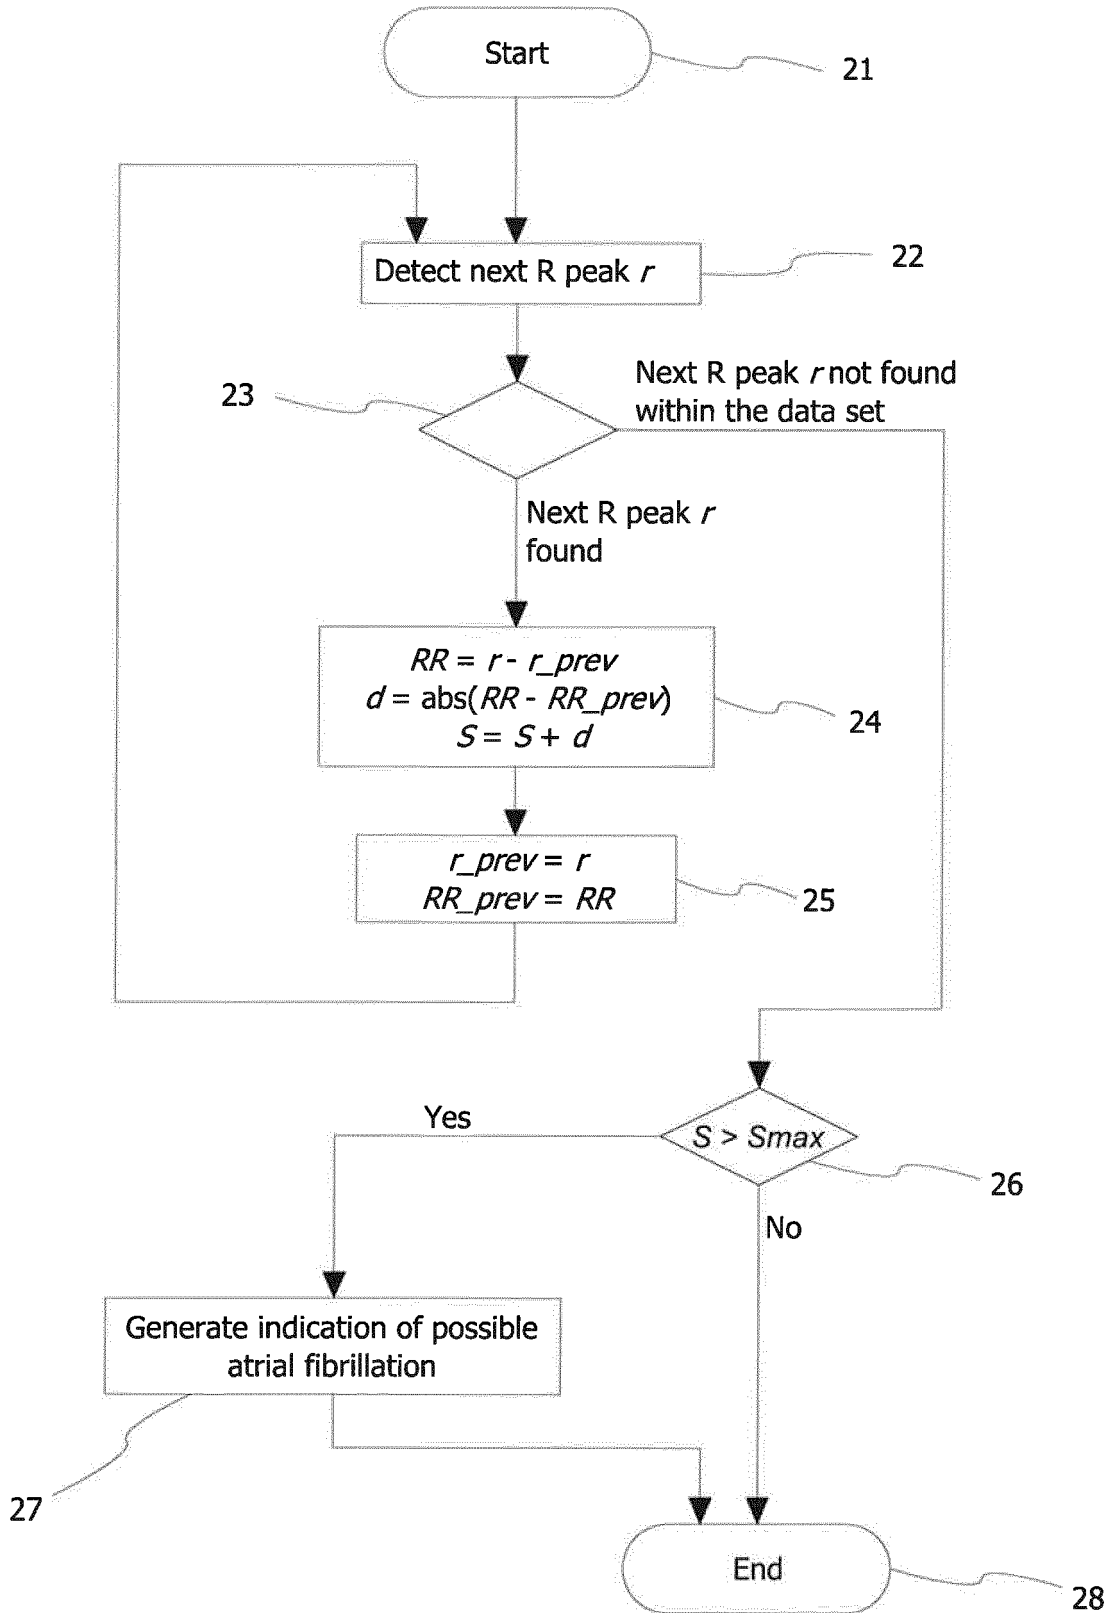 Start
21
Detect next R peak r
22
23
Next R peak r not found
within the data set
Next R peak r
found
RR = r - r_prev
d = abs(RR - RR_prev)
S = S + d
24
r_prev = r
RR_prev = RR
25
Yes
S > Smax
26
No
Generate indication of possible
atrial fibrillation
27
End
28